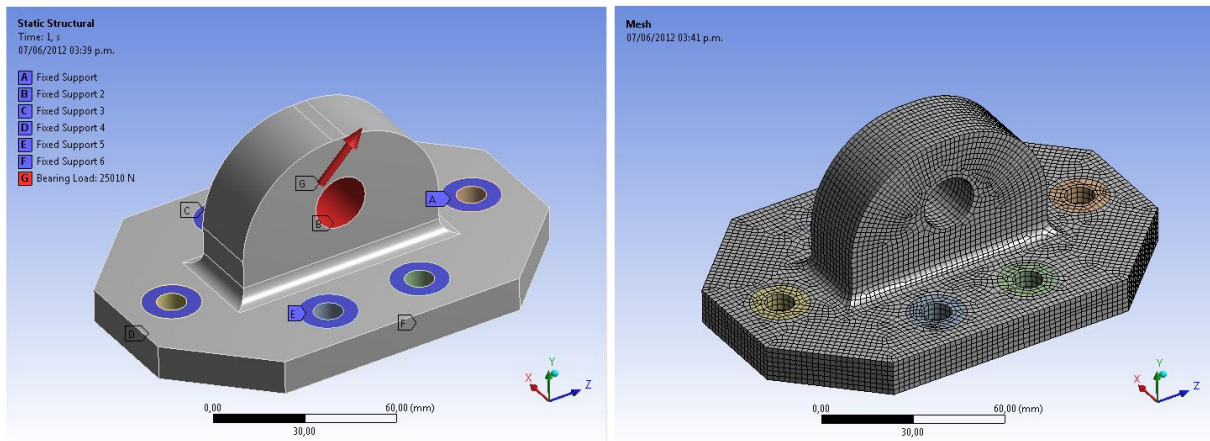 Static Structural
Time: 1, s
07/06/2012 03:39 p.m.
A Fixed Support
B Fixed Support 2
C Fixed Support 3
D Fixed Support 4
E Fixed Support 5
F Fixed Support 6
G Bearing Load: 25010 N
G
C
A
B
E
F
D
Y
X
Z
0,00 60,00 (mm)
30,00
Mesh
07/06/2012 03:41 p.m.
Y
X
Z
0,00 60,00 (mm)
30,00